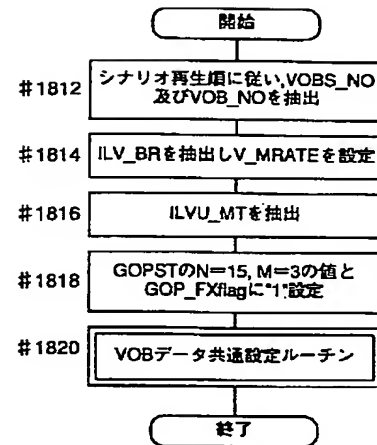 開始
#1812
シナリオ再生順に従い,VOBS_NO
及びVOB_NOを抽出
#1814
ILV_BRを抽出しV_MRATEを設定
#1816
ILVU_MTを抽出
#1818
GOPSTのN=15, M=3の値と
GOP_FXflagに"1"設定
#1820
VOBデータ共通設定ルーチン
終了